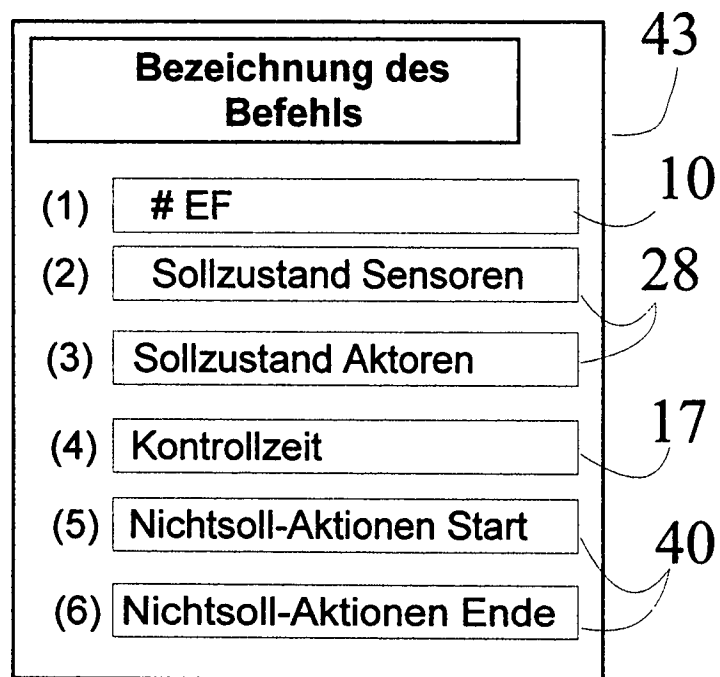 Bezeichnung des
Befehls
43
(1) # EF
10
(2) Sollzustand Sensoren
28
(3) Sollzustand Aktoren
(4) Kontrollzeit
17
(5) Nichtsoll-Aktionen Start
40
(6) Nichtsoll-Aktionen Ende